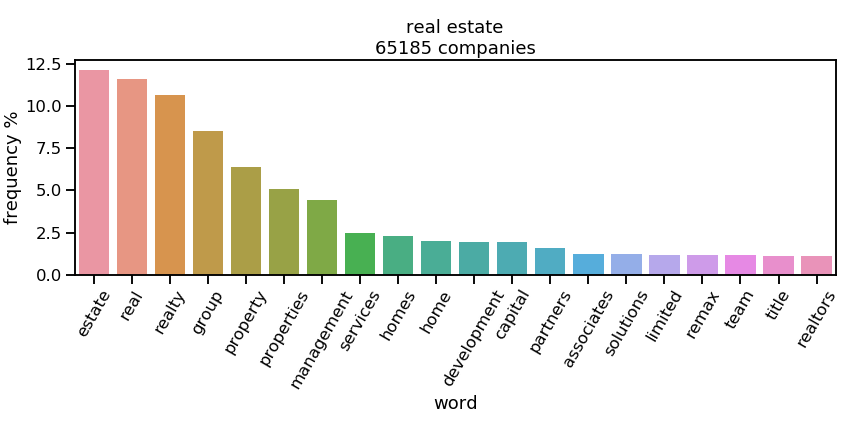 real estate
65185 companies
frequency %
12.5
10.0
7.5
5.0
2.5
0.0
estate
real
realty
group
property
properties
management
services
homes
home
development
capital
partners
associates
solutions
limited
remax
team
title
realtors
word